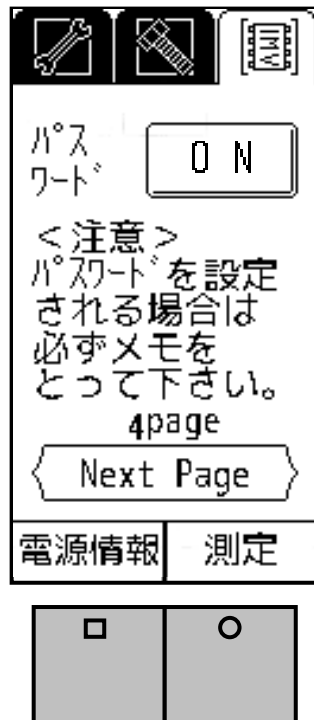 パスワード
ON
<注意>
パスワードを設定
される場合は
必ずメモを
とって下さい。
4page
Next Page
電源情報 測定